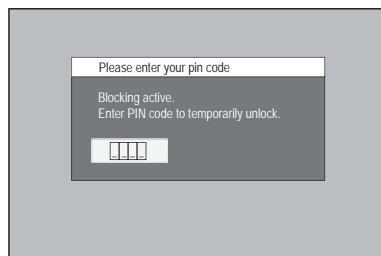 Please enter your pin code
Blocking active.
Enter PIN code to temporarily unlock.